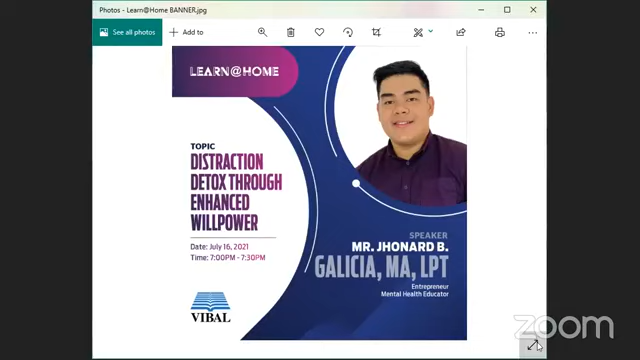 Photos - Learn@Home BANNER.jpg
See all photos
Add to
LEARN@HOME
TOPIC
DISTRACTION
DETOX THROUGH
ENHANCED
WILLPOWER
Date: July 16, 2021
Time: 7:00PM - 7:30PM
VIBAL
SPEAKER
MR. JHONARD B.
GALICIA, MA, LPT
Entrepreneur
Mental Health Educator
zoom